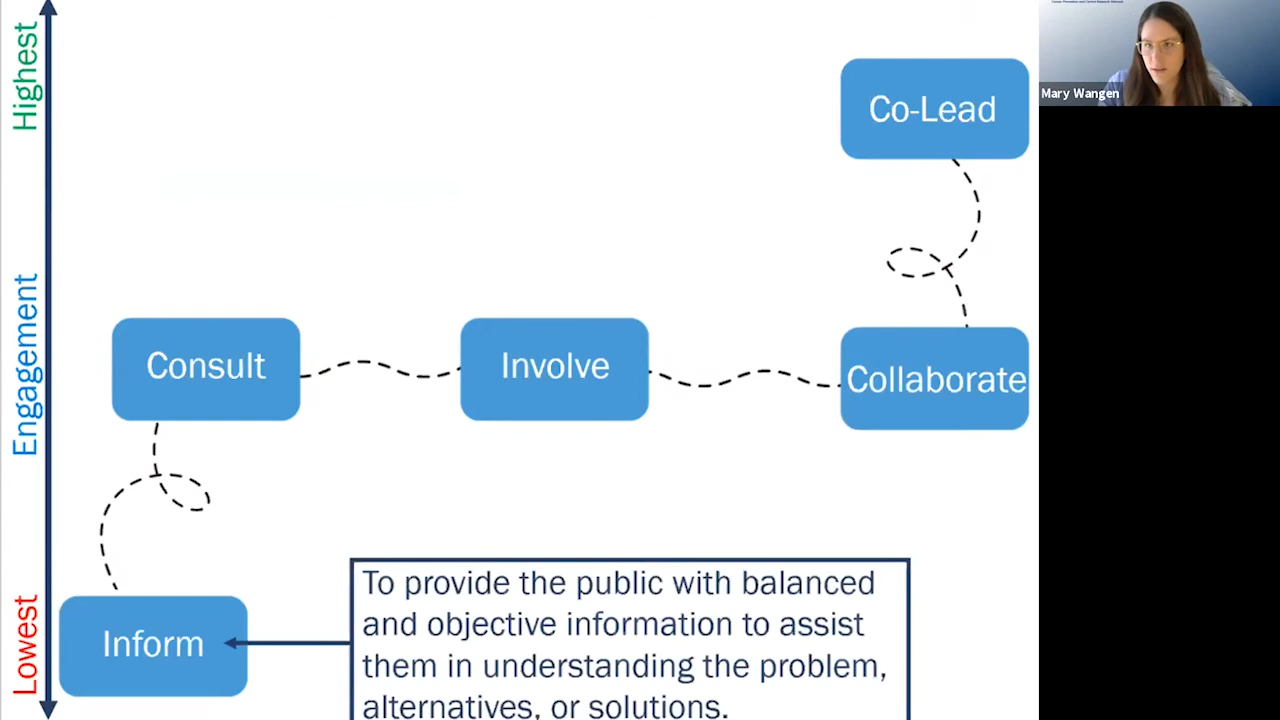 Highest
Engagement
Lowest
Co-Lead
Consult
Involve
Collaborate
Inform
To provide the public with balanced
and objective information to assist
them in understanding the problem,
alternatives, or solutions.
Mary Wangen